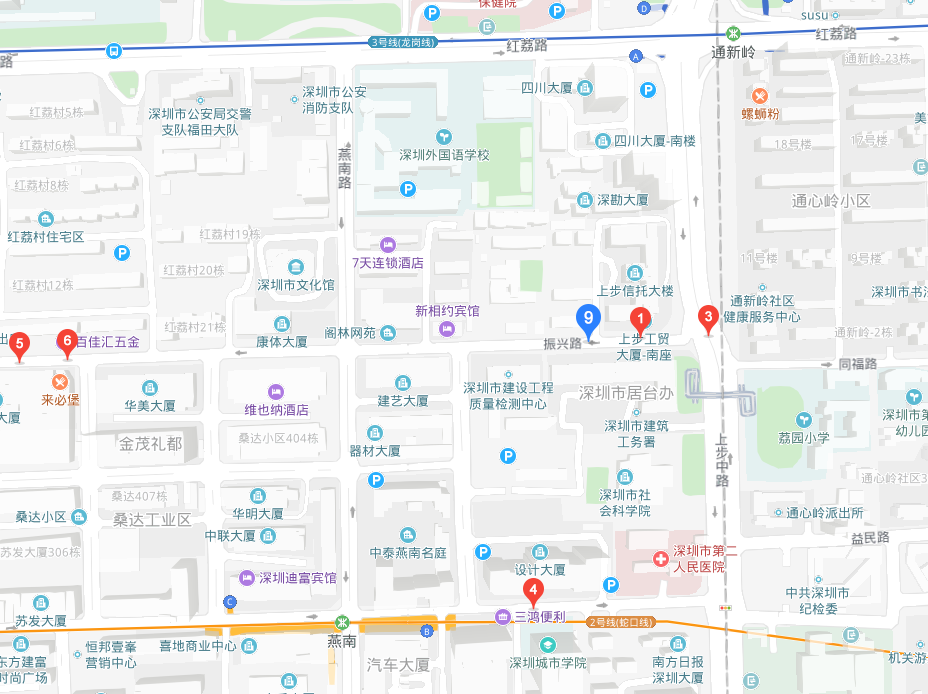 保健院
D
susu
3号线(龙岗线)
红荔路
红荔路
路
通新岭
A
通新岭-23栋
四川大厦
P
P
P
深圳市公安
消防支队
红荔村5栋
深圳市公安局交警
支队福田大队
螺蛳粉
美
四川大厦-南楼
18号楼
17号楼
红荔村6栋
燕南路
深圳外国语学校
红荔村8栋
P
深勘大厦
通心岭小区
红荔村住宅区
红荔村19栋
P
7天连锁酒店
11号楼
9号楼
红荔村20栋
深圳市文化馆
红荔村12栋
上步信托大楼
深圳市书法
通新岭社区
健康服务中心
新相约宾馆
红荔村21栋
9
1
3
阁林网苑
通新岭-2栋
出
5
6
百佳汇五金
康体大厦
振兴路
上步工贸
大厦-南座
同福路
来必堡
华美大厦
维也纳酒店
建艺大厦
深圳市建设工程
质量检测中心
深圳市居台办
大厦
深圳市第
幼儿园
深圳市建筑
工务署
荔园小学
金茂礼都
桑达小区404栋
器材大厦
P
P
上步中路
通心岭社区3
桑达407栋
深圳市社
会科学院
桑达小区
桑达工业区
华明大厦
通心岭派出所
中联大厦
益民路
苏发大厦306栋
中泰燕南名庭
P
设计大厦
深圳市第二
人民医院
深圳迪富宾馆
P
4
中共深圳市
纪检委
C
苏发大厦
三鸿便利
2号线(蛇口线)
燕南
B
恒邦壹峯
营销中心
喜地商业中心
东方建富
时尚广场
汽车大厦
深圳城市学院
南方日报
深圳大厦
机关游